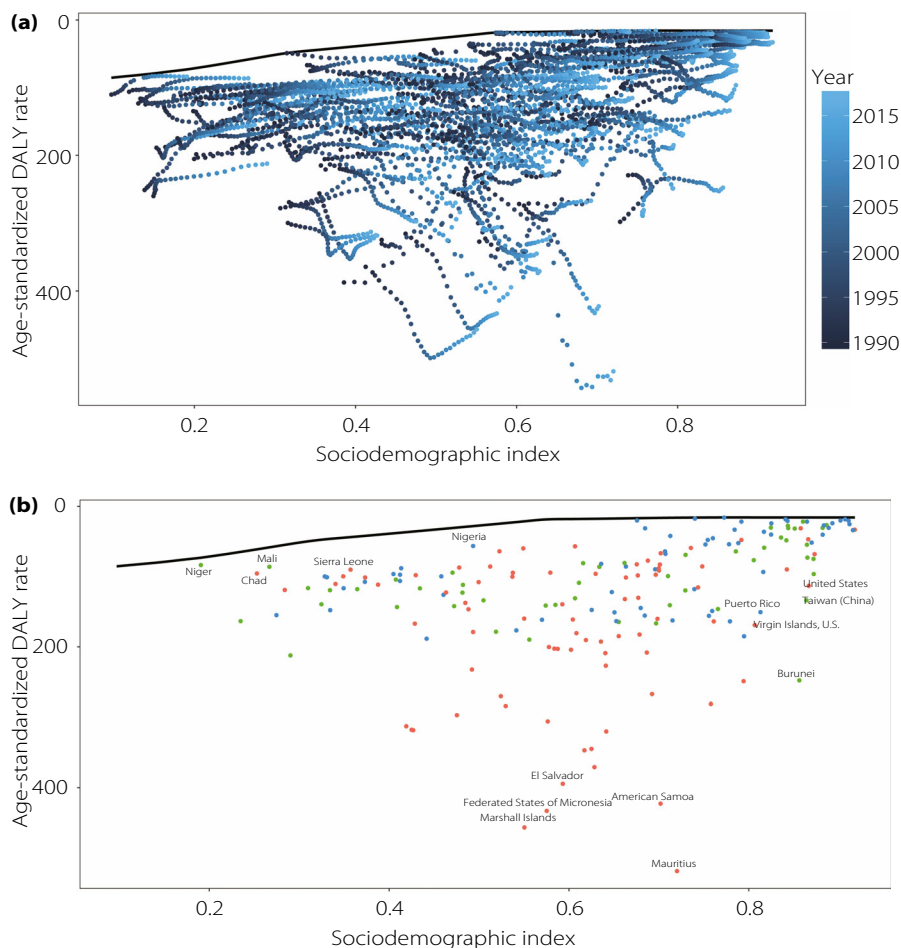 (a)
0
200
400
Age-standardized DALY rate
0.2
0.4
0.6
0.8
Sociodemographic index
Year
2015
2010
2005
2000
1995
1990
(b)
0
200
400
Age-standardized DALY rate
Nigeria
Niger
Mali
Chad
Sierra Leone
United States
Taiwan (China)
Puerto Rico
Virgin Islands, U.S.
Burunei
El Salvador
Federated States of Micronesia
American Samoa
Marshall Islands
Mauritius
0.2
0.4
0.6
0.8
Sociodemographic index